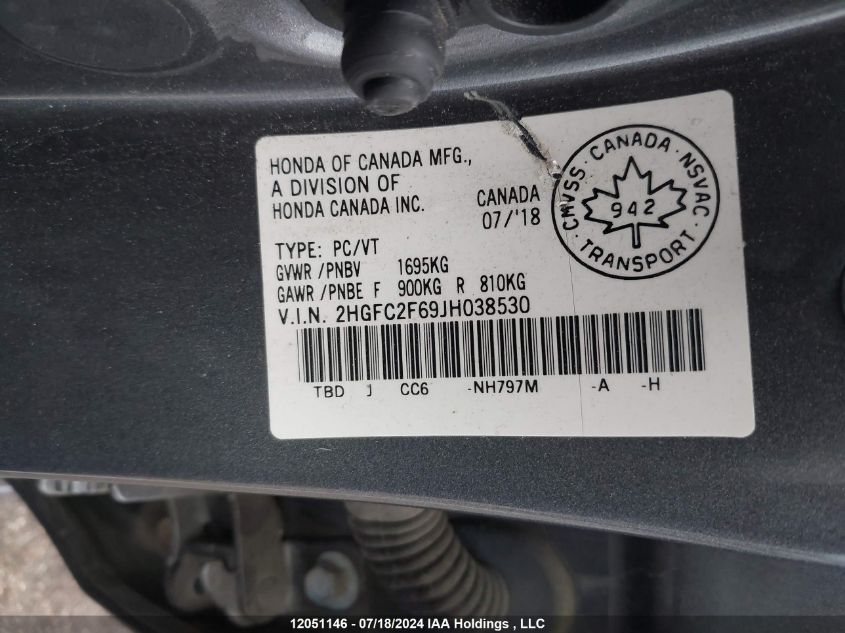 HONDA OF CANADA MFG.,
A DIVISION OF
HONDA CANADA INC.
CANADA
07/'18
CMVSS · CANADA · NSVAC
942
TRANSPORT
TYPE: PC/VT
GVWR /PNBV 1695KG
GAWR /PNBE F 900KG R 810KG
V.I.N. 2HGFC2F69JH038530
TBD J CC6 -NH797M -A -H
12051146 - 07/18/2024 IAA Holdings , LLC